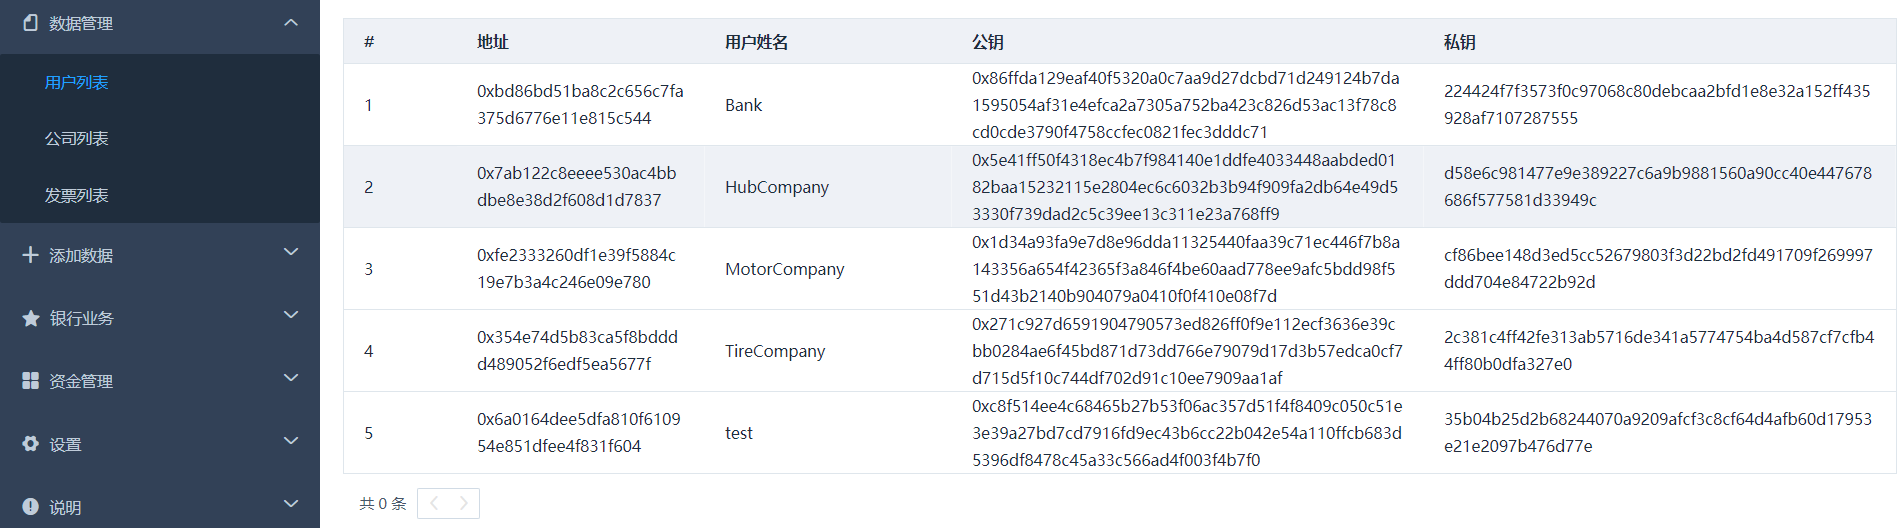 数据管理
用户列表
公司列表
发票列表
添加数据
银行业务
资金管理
设置
说明
# 地址 用户姓名 公钥 私钥
1 0xbd86bd51ba8c2c656c7fa375d6776e11e815c544 Bank 0x86ffda129eaf40f5320a0c7aa9d27dcbd71d249124b7da1595054af31e4efca2a7305a752ba423c826d53ac13f78c8cd0cde3790f4758ccfec0821fec3dddc71 224424f7f3573f0c97068c80debcaa2bfd1e8e32a152ff435928af7107287555
2 0x7ab122c8eeee530ac4bbdbe8e38d2f608d1d7837 HubCompany 0x5e41ff50f4318ec4b7f984140e1ddfe4033448aabded0182baa15232115e2804ec6c6032b3b94f909fa2db64e49d53330f739dad2c5c39ee13c311e23a768ff9 d58e6c981477e9e389227c6a9b9881560a90cc40e447678686f577581d33949c
3 0xfe2333260df1e39f5884c19e7b3a4c246e09e780 MotorCompany 0x1d34a93fa9e7d8e96dda11325440faa39c71ec446f7b8a143356a654f42365f3a846f4be60aad778ee9afc5bdd98f551d43b2140b904079a0410f0f410e08f7d cf86bee148d3ed5cc52679803f3d22bd2fd491709f269997ddd704e84722b92d
4 0x354e74d5b83ca5f8bdddd489052f6edf5ea5677f TireCompany 0x271c927d6591904790573ed826ff0f9e112ecf3636e39cbb0284ae6f45bd871d73dd766e79079d17d3b57edca0cf7d715d5f10c744df702d91c10ee7909aa1af 2c381c4ff42fe313ab5716de341a5774754ba4d587cf7cfb44ff80b0dfa327e0
5 0x6a0164dee5dfa810f610954e851dfee4f831f604 test 0xc8f514ee4c68465b27b53f06ac357d51f4f8409c050c51e3e39a27bd7cd7916fd9ec43b6cc22b042e54a110ffcb683d5396df8478c45a33c566ad4f003f4b7f0 35b04b25d2b68244070a9209afcf3c8cf64d4afb60d17953e21e2097b476d77e
共 0 条